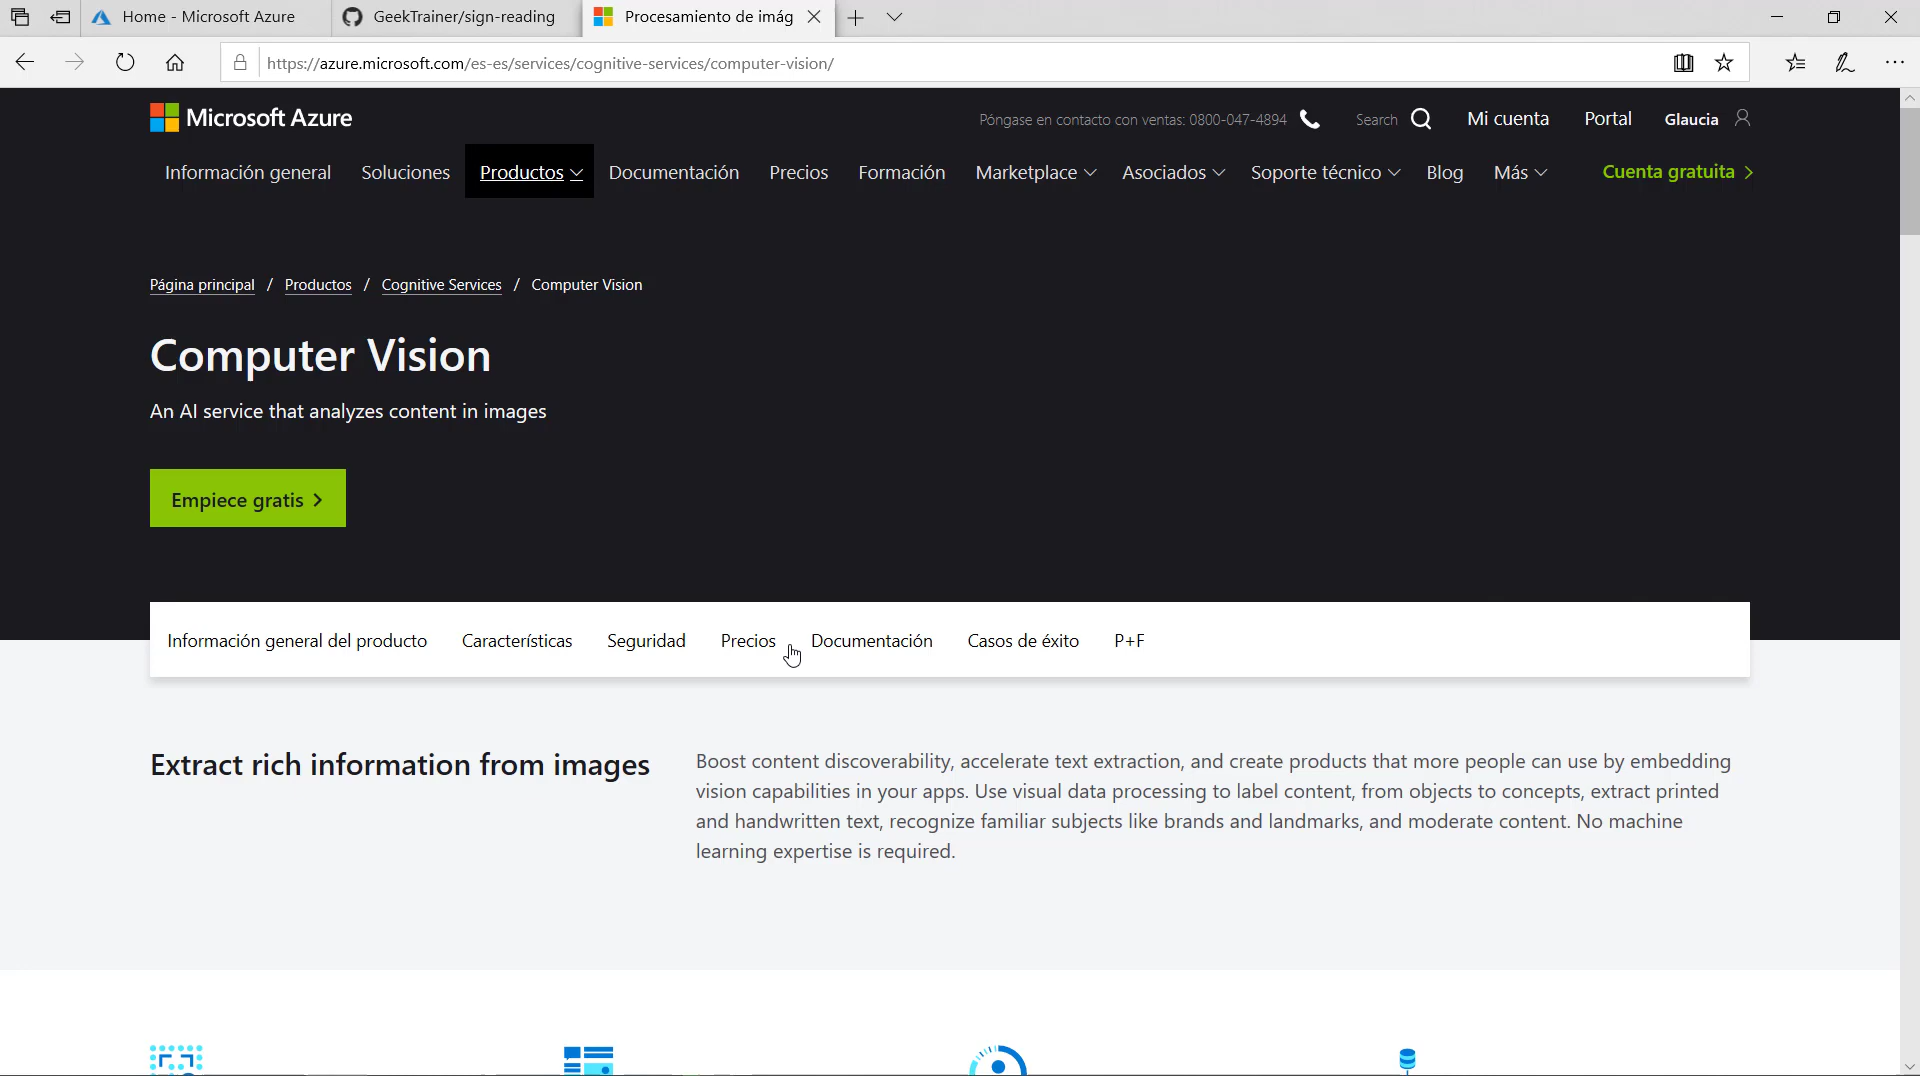 Home - Microsoft Azure
GeekTrainer/sign-reading
Procesamiento de imág
https://azure.microsoft.com/es-es/services/cognitive-services/computer-vision/
Microsoft Azure
Póngase en contacto con ventas: 0800-047-4894
Search
Mi cuenta
Portal
Glaucia
Información general
Soluciones
Productos
Documentación
Precios
Formación
Marketplace
Asociados
Soporte técnico
Blog
Más
Cuenta gratuita
Página principal / Productos / Cognitive Services / Computer Vision
Computer Vision
An AI service that analyzes content in images
Empiece gratis
Información general del producto
Características
Seguridad
Precios
Documentación
Casos de éxito
P+F
Extract rich information from images
Boost content discoverability, accelerate text extraction, and create products that more people can use by embedding
vision capabilities in your apps. Use visual data processing to label content, from objects to concepts, extract printed
and handwritten text, recognize familiar subjects like brands and landmarks, and moderate content. No machine
learning expertise is required.